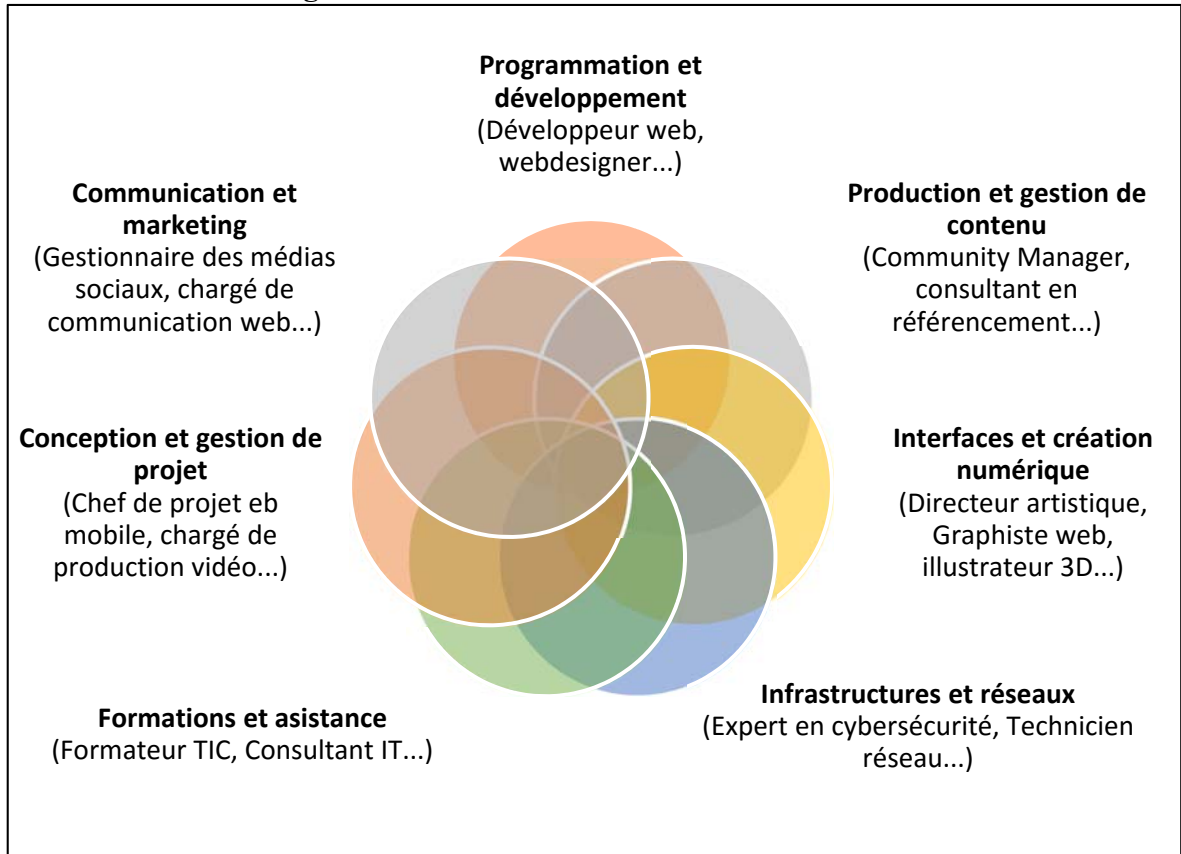 Programmation et
développement
(Développeur web,
webdesigner...)
Communication et
marketing
(Gestionnaire des médias
sociaux, chargé de
communication web...)
Production et gestion de
contenu
(Community Manager,
consultant en
référencement...)
Conception et gestion de
projet
(Chef de projet eb
mobile, chargé de
production vidéo...)
Interfaces et création
numérique
(Directeur artistique,
Graphiste web,
illustrateur 3D...)
Formations et asistance
(Formateur TIC, Consultant IT...)
Infrastructures et réseaux
(Expert en cybersécurité, Technicien
réseau...)